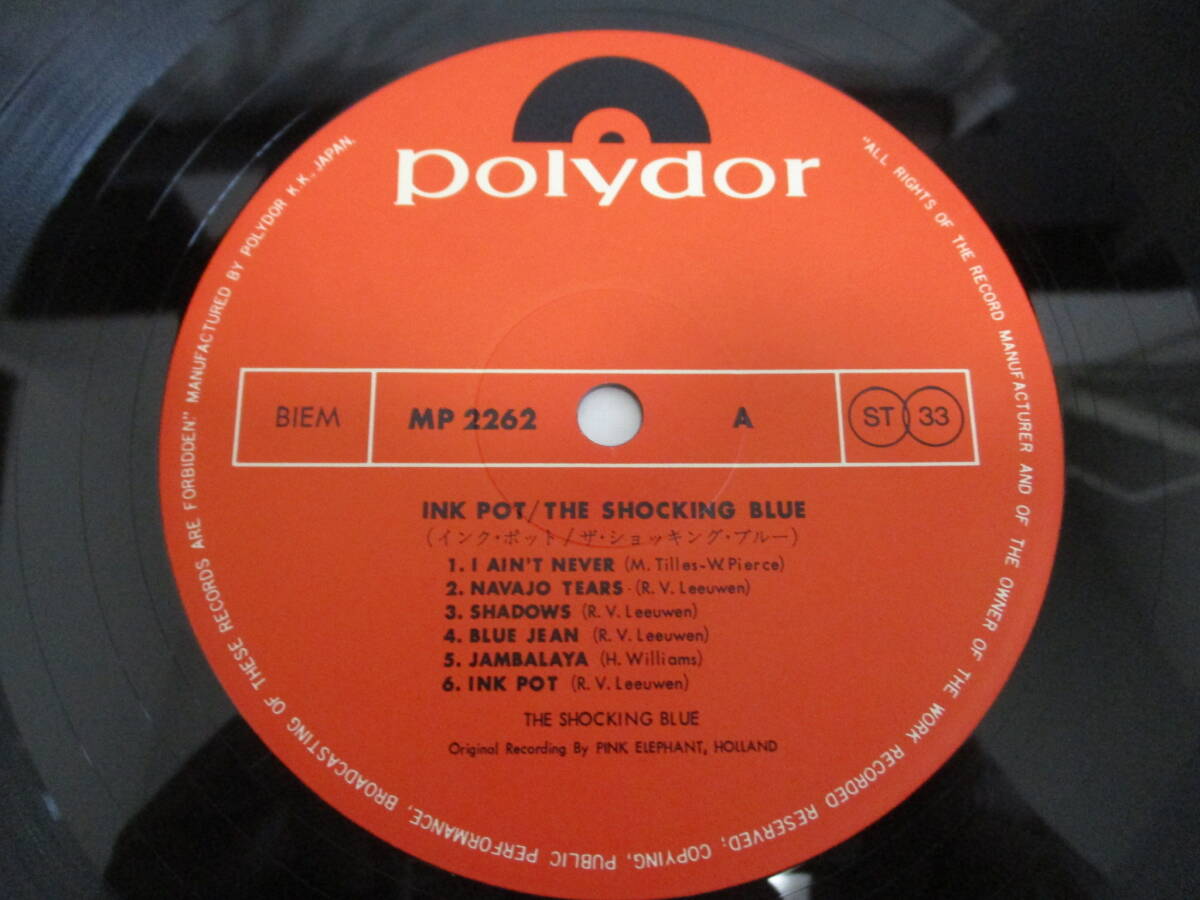 polydor
BIEM
MP 2262
A
ST 33
INK POT/THE SHOCKING BLUE
(インク・ポット/ザ・ショッキング・ブルー)
1. I AIN'T NEVER (M. Tilles-W. Pierce)
2. NAVAJO TEARS (R. V. Leeuwen)
3. SHADOWS (R. V. Leeuwen)
4. BLUE JEAN (R. V. Leeuwen)
5. JAMBALAYA (H. Williams)
6. INK POT (R. V. Leeuwen)
THE SHOCKING BLUE
Original Recording By PINK ELEPHANT, HOLLAND
"ALL RIGHTS OF THE RECORD MANUFACTURER AND OF THE OWNER OF THE WORK RECORDED RESERVED; COPYING, PUBLIC PERFORMANCE, BROADCASTING OF THESE RECORDS ARE FORBIDDEN." MANUFACTURED BY POLYDOR K.K., JAPAN.